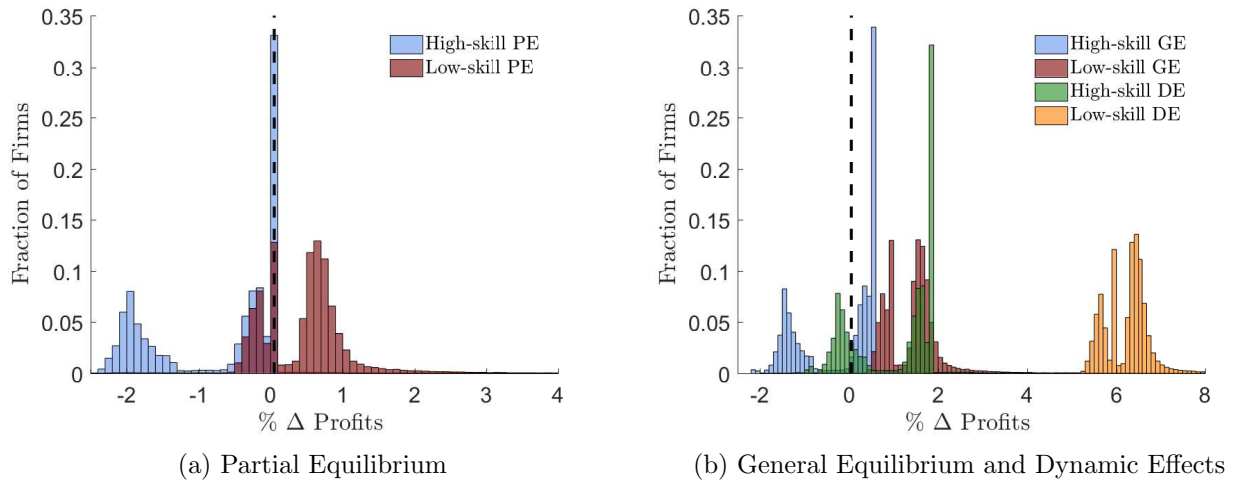 0.35
0.3
0.25
0.2
0.15
0.1
0.05
0
Fraction of Firms
High-skill PE
Low-skill PE
-2 -1 0 1 2 3 4
% Δ Profits
(a) Partial Equilibrium
0.35
0.3
0.25
0.2
0.15
0.1
0.05
0
Fraction of Firms
High-skill GE
Low-skill GE
High-skill DE
Low-skill DE
-2 0 2 4 6 8
% Δ Profits
(b) General Equilibrium and Dynamic Effects